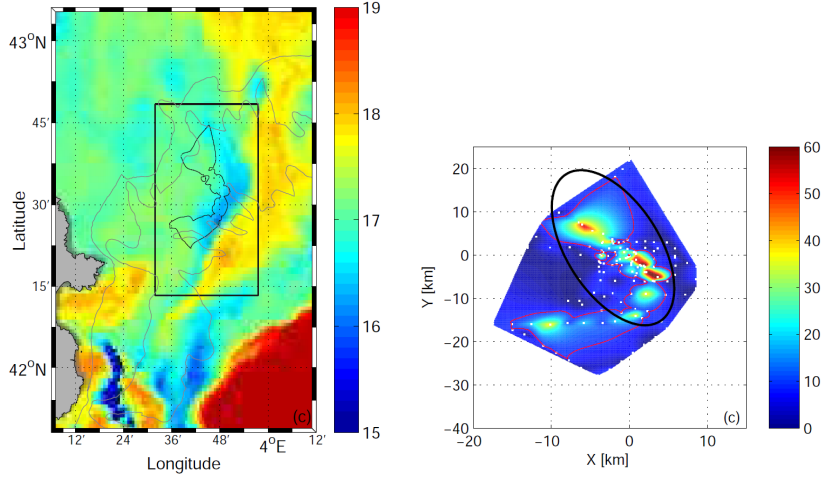 43°N
45′
30′
15′
42°N
Latitude
12′ 24′ 36′ 48′ 4°E 12′
Longitude
(c)
19
18
17
16
15
20
10
0
−10
−20
−30
−40
Y [km]
−20 −10 0 10
X [km]
(c)
60
50
40
30
20
10
0